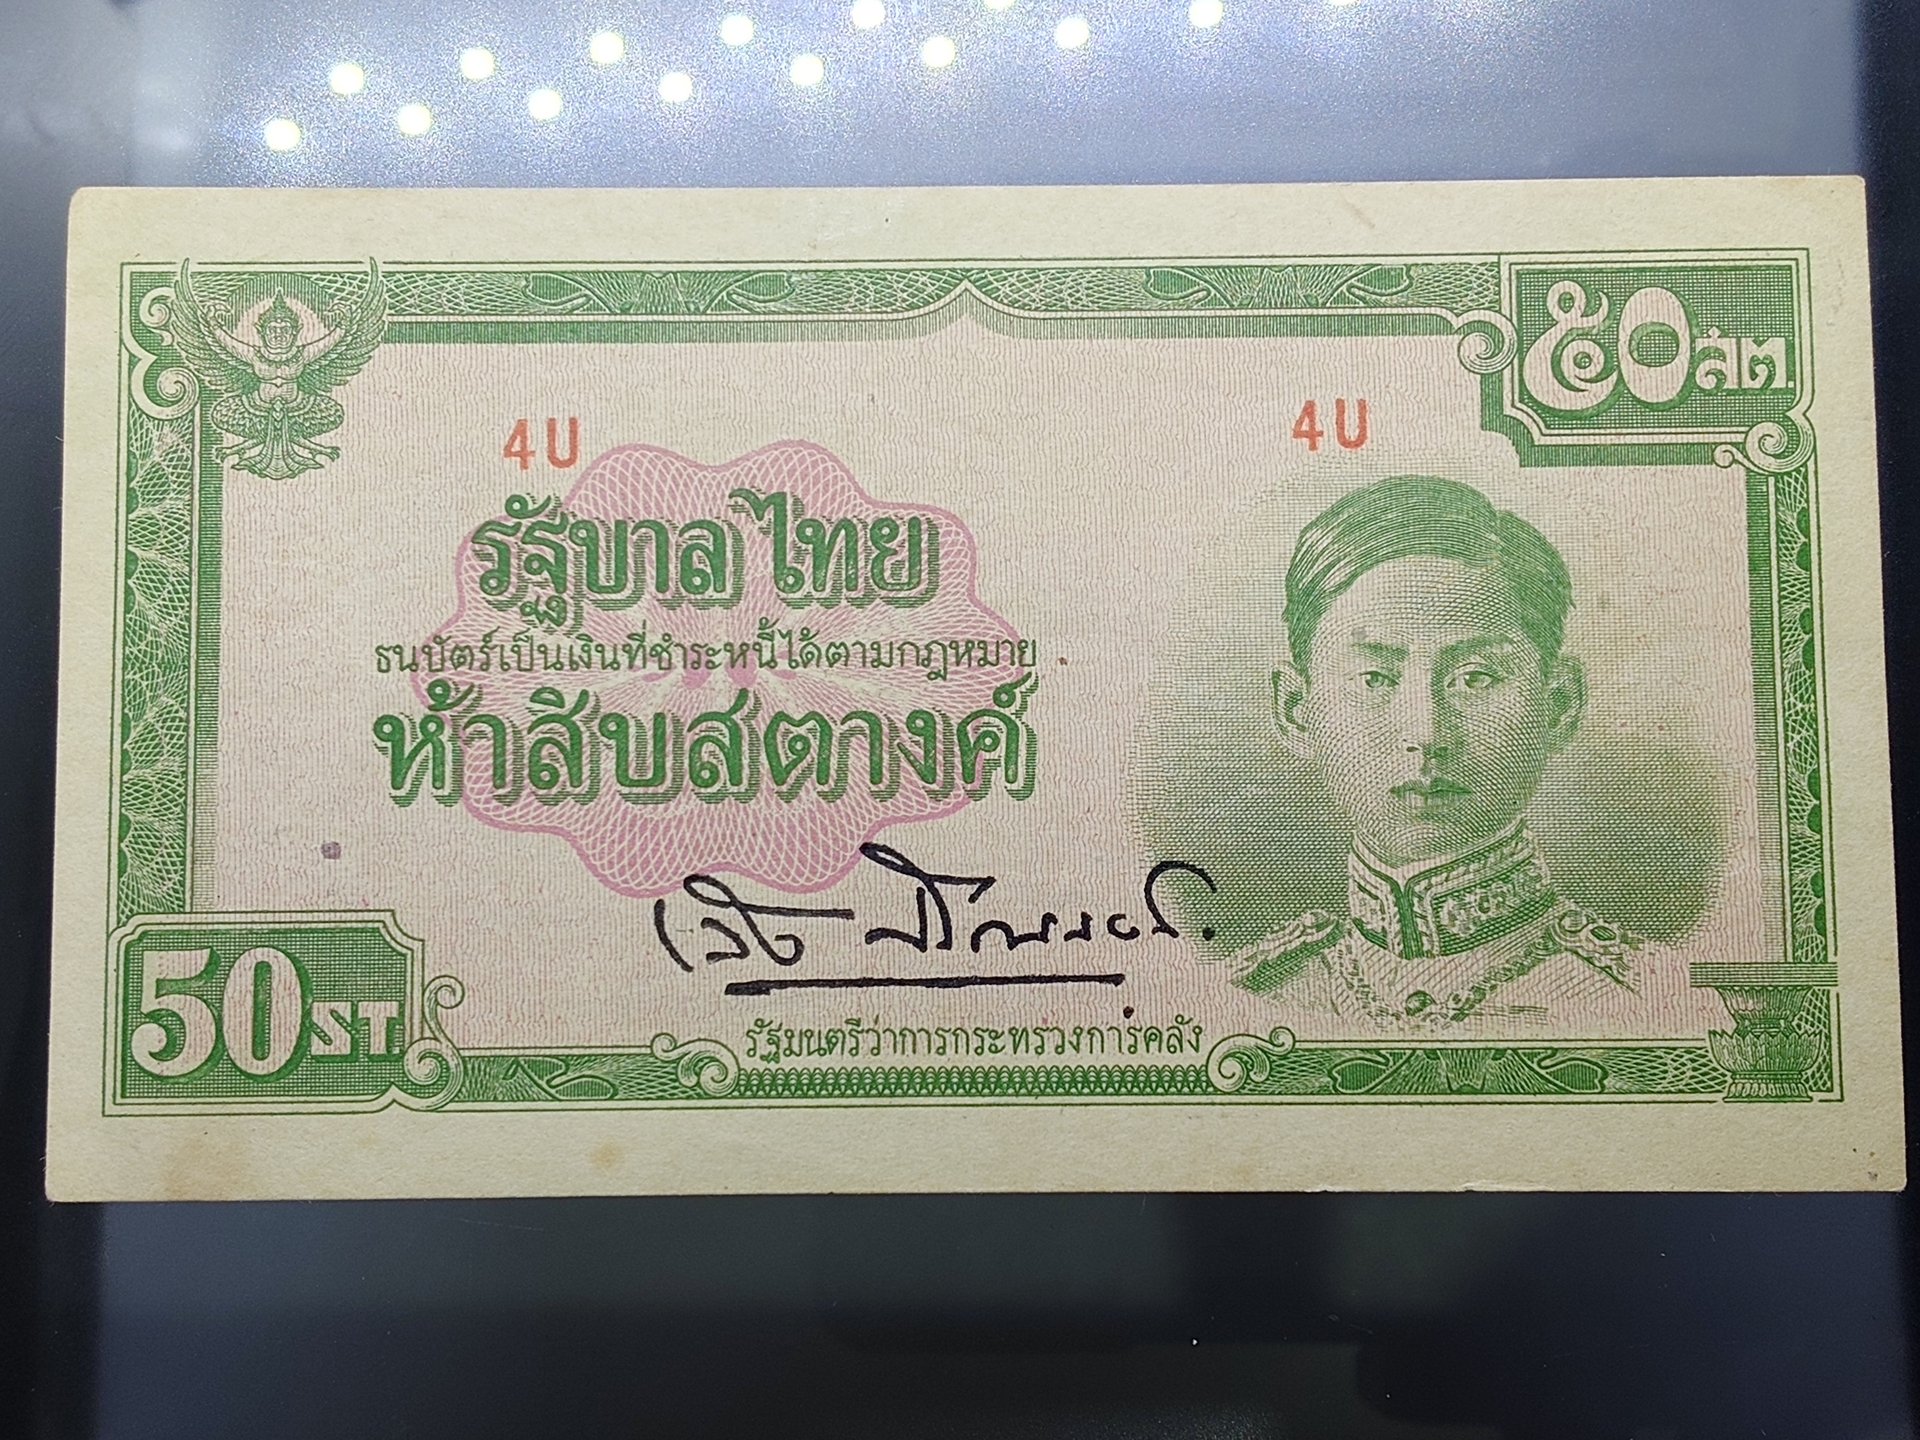 ๕๐ ส่ต.
4U 4U
รัฐบาลไทย
ธนบัตร์เป็นเงินที่ชำระหนี้ได้ตามกฎหมาย
ห้าสิบสตางค์
50ST.
รัฐมนตรีว่าการกระทรวงการคลัง